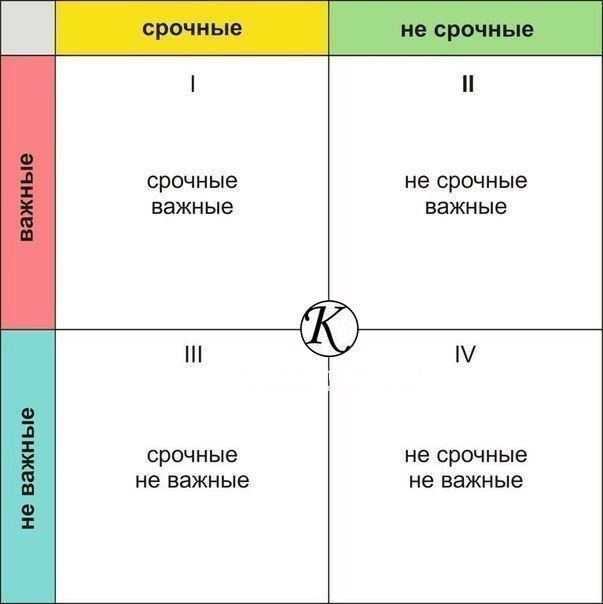 срочные
не срочные
важные
I
срочные
важные
II
не срочные
важные
K
не важные
III
срочные
не важные
IV
не срочные
не важные